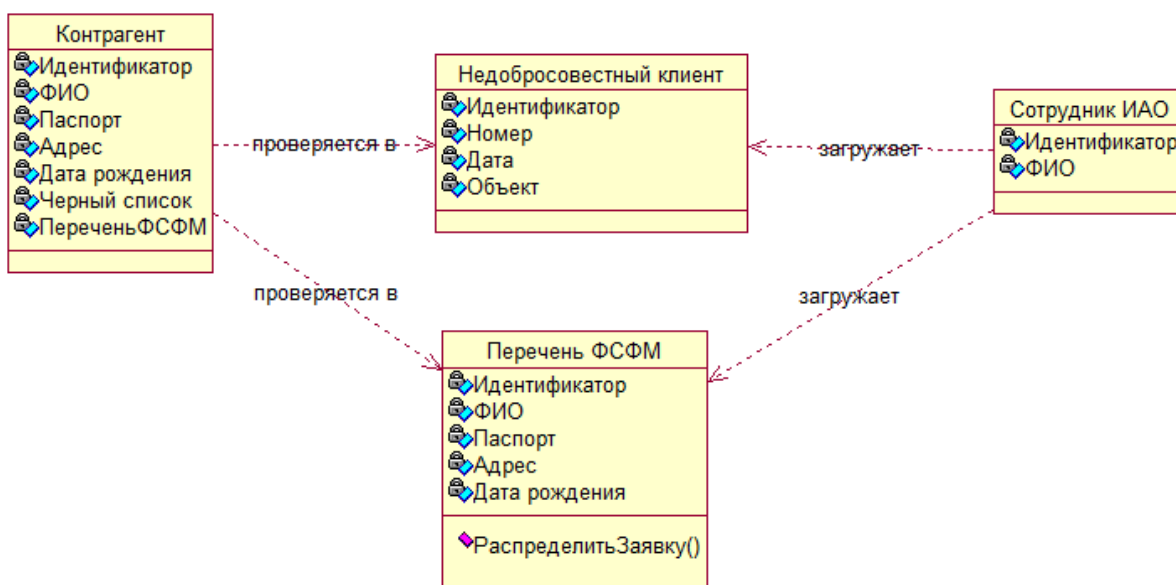 Контрагент
Идентификатор
ФИО
Паспорт
Адрес
Дата рождения
Черный список
ПереченьФСФМ
проверяется в
Недобросовестный клиент
Идентификатор
Номер
Дата
Объект
загружает
Сотрудник ИАО
Идентификатор
ФИО
проверяется в
загружает
Перечень ФСФМ
Идентификатор
ФИО
Паспорт
Адрес
Дата рождения
РаспределитьЗаявку()